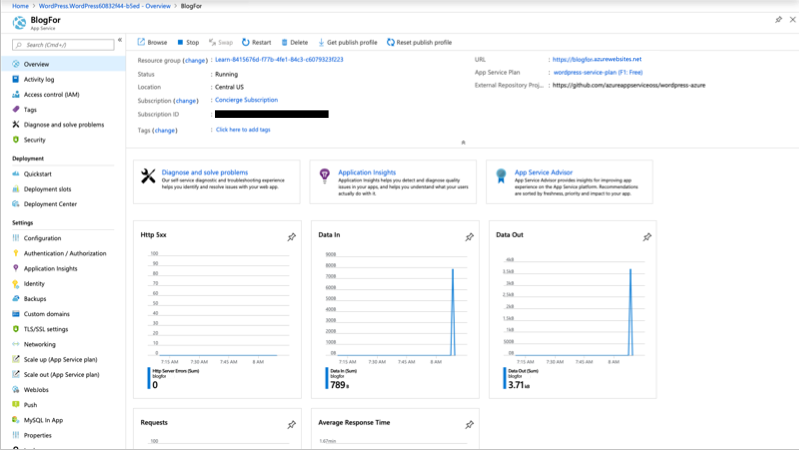 Home > WordPress.WordPress60832f44-b5ed - Overview > BlogFor
BlogFor
App Service
Search (Cmd+/)
Overview
Activity log
Access control (IAM)
Tags
Diagnose and solve problems
Security
Deployment
Quickstart
Deployment slots
Deployment Center
Settings
Configuration
Authentication / Authorization
Application Insights
Identity
Backups
Custom domains
TLS/SSL settings
Networking
Scale up (App Service plan)
Scale out (App Service plan)
WebJobs
Push
MySQL In App
Properties
Browse Stop Swap Restart Delete Get publish profile Reset publish profile
Resource group (change) : Learn-8415676d-f77b-4fe1-84c3-c6079323f223
Status : Running
Location : Central US
Subscription (change) : Concierge Subscription
Subscription ID :
Tags (change) : Click here to add tags
URL : https://blogfor.azurewebsites.net
App Service Plan : wordpress-service-plan (F1: Free)
External Repository Proj... : https://github.com/azureappserviceoss/wordpress-azure
Diagnose and solve problems
Our self service diagnostic and troubleshooting experience
helps you identify and resolve issues with your web app.
Application Insights
Application Insights helps you detect and diagnose quality
issues in your apps, and helps you understand what your users
actually do with it.
App Service Advisor
App Service Advisor provides insights for improving app
experience on the App Service platform. Recommendations
are sorted by freshness, priority and impact to your app.
Http 5xx
100
90
80
70
60
50
40
30
20
10
0
7:15 AM 7:30 AM 7:45 AM 8 AM
Http Server Errors (Sum)
blogfor
0
Data In
900B
800B
700B
600B
500B
400B
300B
200B
100B
0B
7:15 AM 7:30 AM 7:45 AM 8 AM
Data In (Sum)
blogfor
789 B
Data Out
4kB
3.5kB
3kB
2.5kB
2kB
1.5kB
1kB
500B
0B
7:15 AM 7:30 AM 7:45 AM 8 AM
Data Out (Sum)
blogfor
3.71 kB
Requests
100
Average Response Time
1.67min